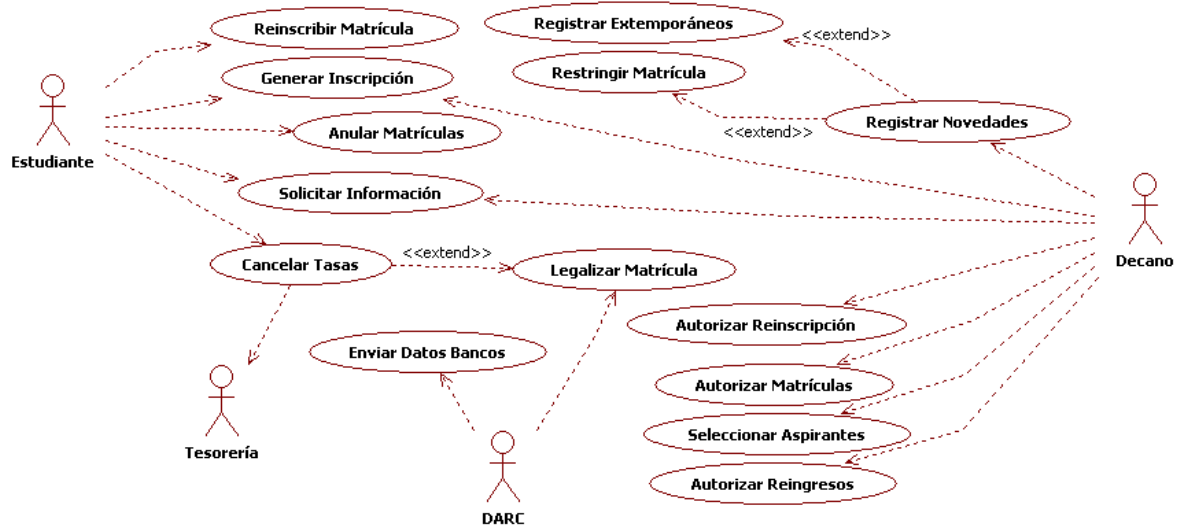 Reinscribir Matrícula
Registrar Extemporáneos
<<extend>>
Generar Inscripción
Restringir Matrícula
Anular Matrículas
<<extend>>
Registrar Novedades
Estudiante
Solicitar Información
Cancelar Tasas
<<extend>>
Legalizar Matrícula
Decano
Autorizar Reinscripción
Enviar Datos Bancos
Autorizar Matrículas
Seleccionar Aspirantes
Tesorería
Autorizar Reingresos
DARC